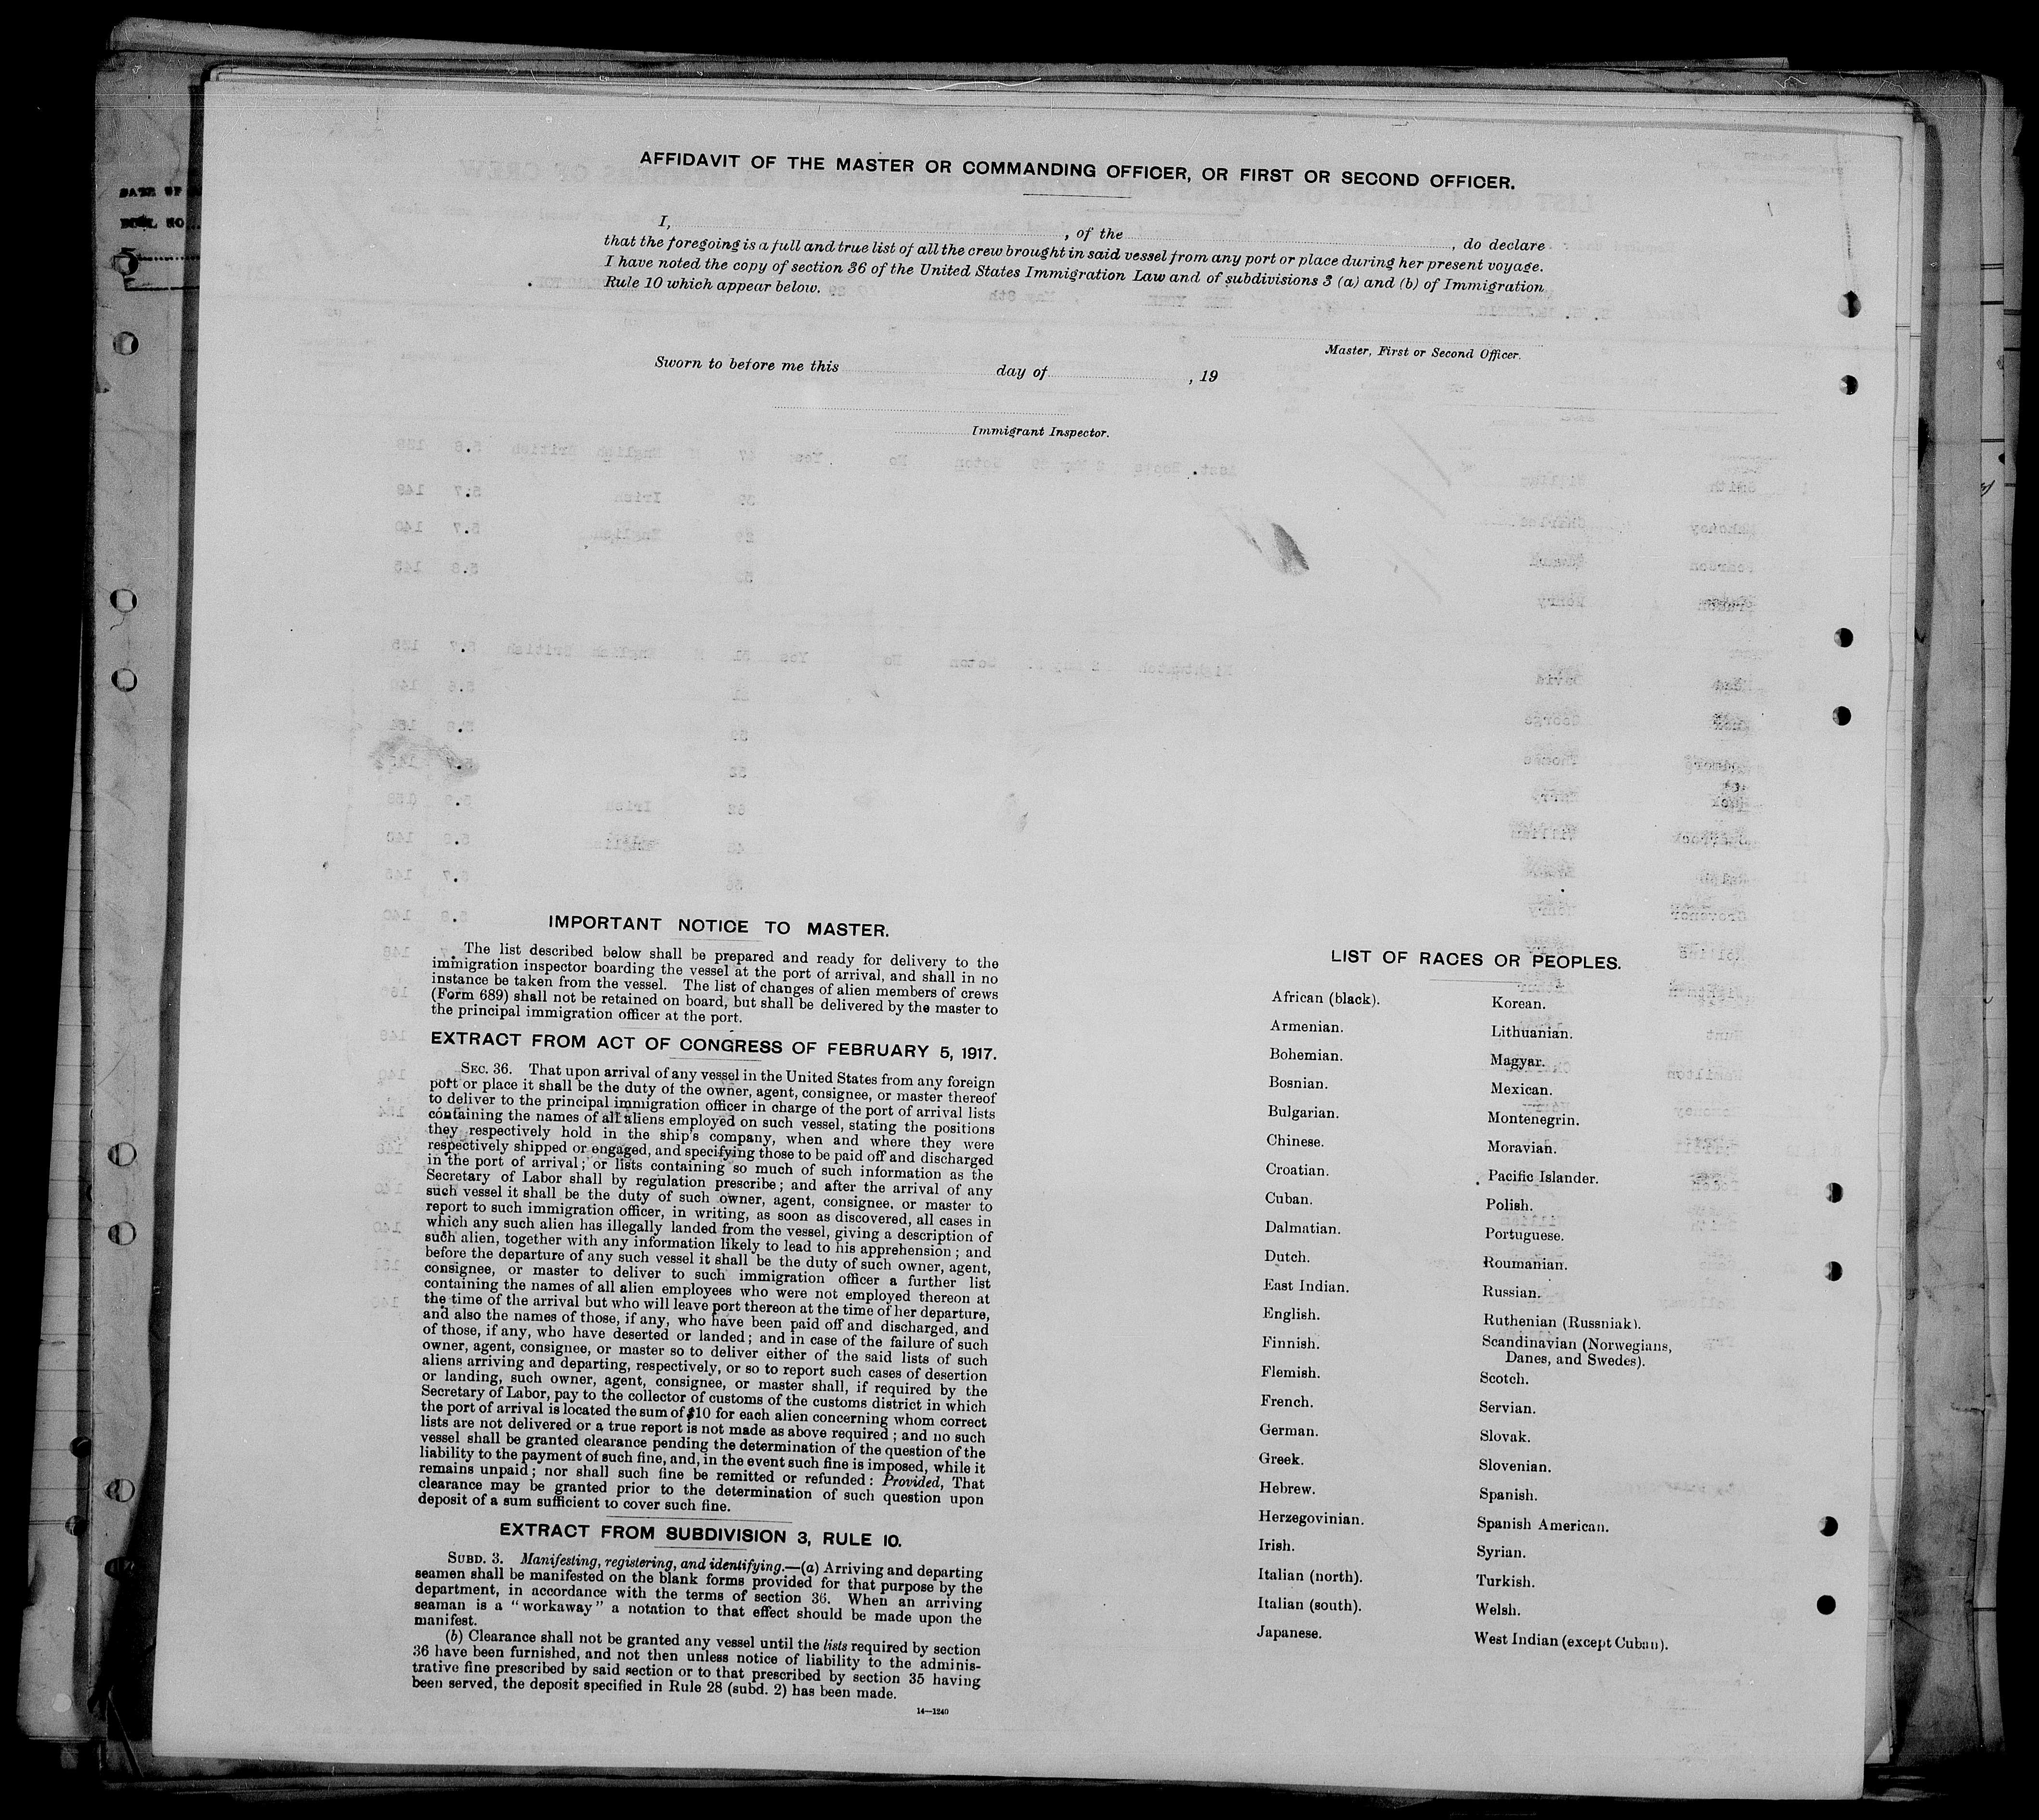 AFFIDAVIT OF THE MASTER OR COMMANDING OFFICER, OR FIRST OR SECOND OFFICER.
I, , of the , do declare
that the foregoing is a full and true list of all the crew brought in said vessel from any port or place during her present voyage.
I have noted the copy of section 36 of the United States Immigration Law and of subdivisions 3 (a) and (b) of Immigration
Rule 10 which appear below.
Master, First or Second Officer.
Sworn to before me this day of , 19
Immigrant Inspector.
IMPORTANT NOTICE TO MASTER.
The list described below shall be prepared and ready for delivery to the
immigration inspector boarding the vessel at the port of arrival, and shall in no
instance be taken from the vessel. The list of changes of alien members of crews
(Form 689) shall not be retained on board, but shall be delivered by the master to
the principal immigration officer at the port.
EXTRACT FROM ACT OF CONGRESS OF FEBRUARY 5, 1917.
SEC. 36. That upon arrival of any vessel in the United States from any foreign
port or place it shall be the duty of the owner, agent, consignee, or master thereof
to deliver to the principal immigration officer in charge of the port of arrival lists
containing the names of all aliens employed on such vessel, stating the positions
they respectively hold in the ship's company, when and where they were
respectively shipped or engaged, and specifying those to be paid off and discharged
in the port of arrival; or lists containing so much of such information as the
Secretary of Labor shall by regulation prescribe; and after the arrival of any
such vessel it shall be the duty of such owner, agent, consignee, or master to
report to such immigration officer, in writing, as soon as discovered, all cases in
which any such alien has illegally landed from the vessel, giving a description of
such alien, together with any information likely to lead to his apprehension; and
before the departure of any such vessel it shall be the duty of such owner, agent,
consignee, or master to deliver to such immigration officer a further list
containing the names of all alien employees who were not employed thereon at
the time of the arrival but who will leave port thereon at the time of her departure,
and also the names of those, if any, who have been paid off and discharged, and
of those, if any, who have deserted or landed; and in case of the failure of such
owner, agent, consignee, or master so to deliver either of the said lists of such
aliens arriving and departing, respectively, or so to report such cases of desertion
or landing, such owner, agent, consignee, or master shall, if required by the
Secretary of Labor, pay to the collector of customs of the customs district in which
the port of arrival is located the sum of $10 for each alien concerning whom correct
lists are not delivered or a true report is not made as above required; and no such
vessel shall be granted clearance pending the determination of the question of the
liability to the payment of such fine, and, in the event such fine is imposed, while it
remains unpaid; nor shall such fine be remitted or refunded: Provided, That
clearance may be granted prior to the determination of such question upon
deposit of a sum sufficient to cover such fine.
EXTRACT FROM SUBDIVISION 3, RULE 10.
SUBD. 3. Manifesting, registering, and identifying.—(a) Arriving and departing
seamen shall be manifested on the blank forms provided for that purpose by the
department, in accordance with the terms of section 36. When an arriving
seaman is a "workaway" a notation to that effect should be made upon the
manifest.
(b) Clearance shall not be granted any vessel until the lists required by section
36 have been furnished, and not then unless notice of liability to the adminis-
trative fine prescribed by said section or to that prescribed by section 35 having
been served, the deposit specified in Rule 28 (subd. 2) has been made.
14—1240
LIST OF RACES OR PEOPLES.
African (black).
Armenian.
Bohemian.
Bosnian.
Bulgarian.
Chinese.
Croatian.
Cuban.
Dalmatian.
Dutch.
East Indian.
English.
Finnish.
Flemish.
French.
German.
Greek.
Hebrew.
Herzegovinian.
Irish.
Italian (north).
Italian (south).
Japanese.
Korean.
Lithuanian.
Magyar.
Mexican.
Montenegrin.
Moravian.
Pacific Islander.
Polish.
Portuguese.
Roumanian.
Russian.
Ruthenian (Russniak).
Scandinavian (Norwegians,
Danes, and Swedes).
Scotch.
Servian.
Slovak.
Slovenian.
Spanish.
Spanish American.
Syrian.
Turkish.
Welsh.
West Indian (except Cuban).